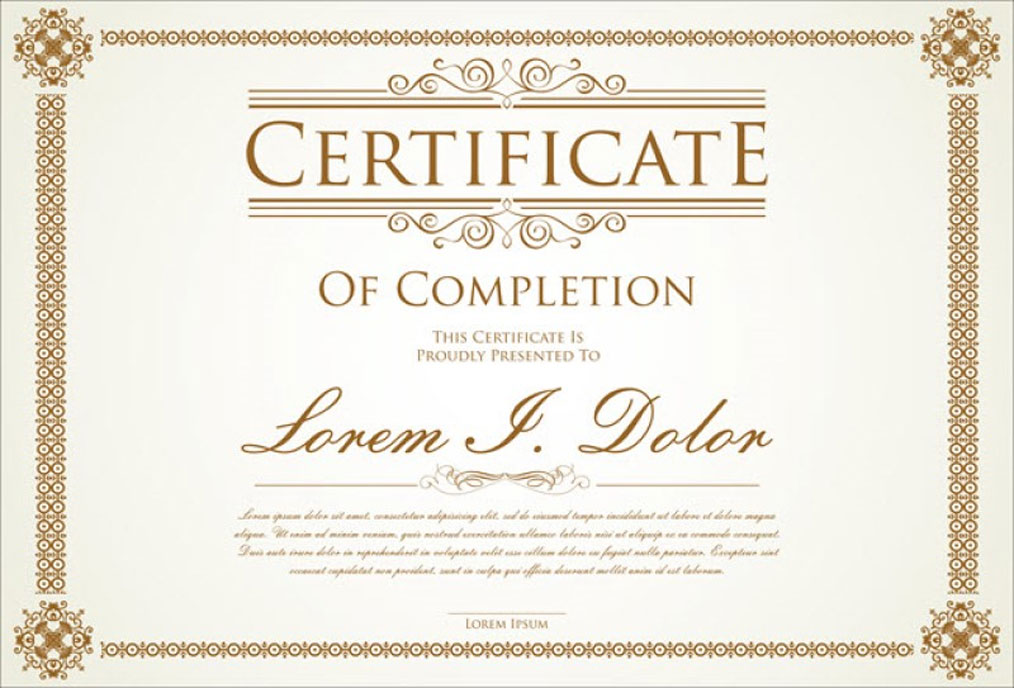 CERTIFICATE
OF COMPLETION
THIS CERTIFICATE IS
PROUDLY PRESENTED TO
Lorem I. Dolor
Lorem ipsum dolor sit amet, consectetur adipisicing elit, sed do eiusmod tempor incididunt ut labore et dolore magna
aliqua. Ut enim ad minim veniam, quis nostrud exercitation ullamco laboris nisi ut aliquip ex ea commodo consequat.
Duis aute irure dolor in reprehenderit in voluptate velit esse cillum dolore eu fugiat nulla pariatur. Excepteur sint
occaecat cupidatat non proident, sunt in culpa qui officia deserunt mollit anim id est laborum.
LOREM IPSUM